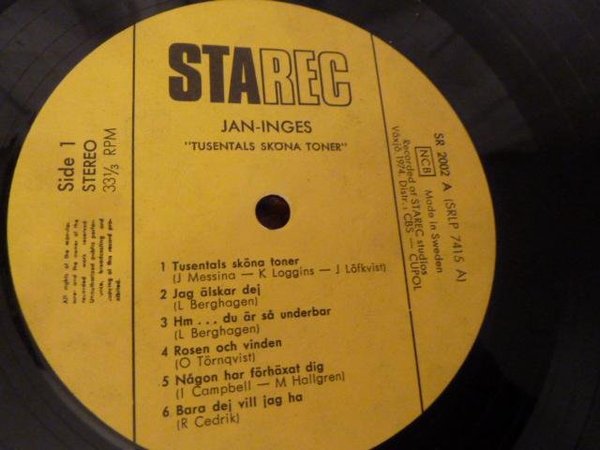 STAREC
JAN-INGES
"TUSENTALS SKÖNA TONER"
Side 1
STEREO
33⅓ RPM
SR 2002 A (SRLP 7415 A)
NCB
Made in Sweden
Recorded at STAREC studios
Växjö 1974. Distr.: CBS — CUPOL
1 Tusentals sköna toner
(J Messina — K Loggins — J Löfkvist)
2 Jag älskar dej
(L Berghagen)
3 Hm... du är så underbar
(L Berghagen)
4 Rosen och vinden
(O Törnqvist)
5 Någon har förhöxat dig
(I Campbell — M Hallgren)
6 Bara dej vill jag ha
(R Cedrik)